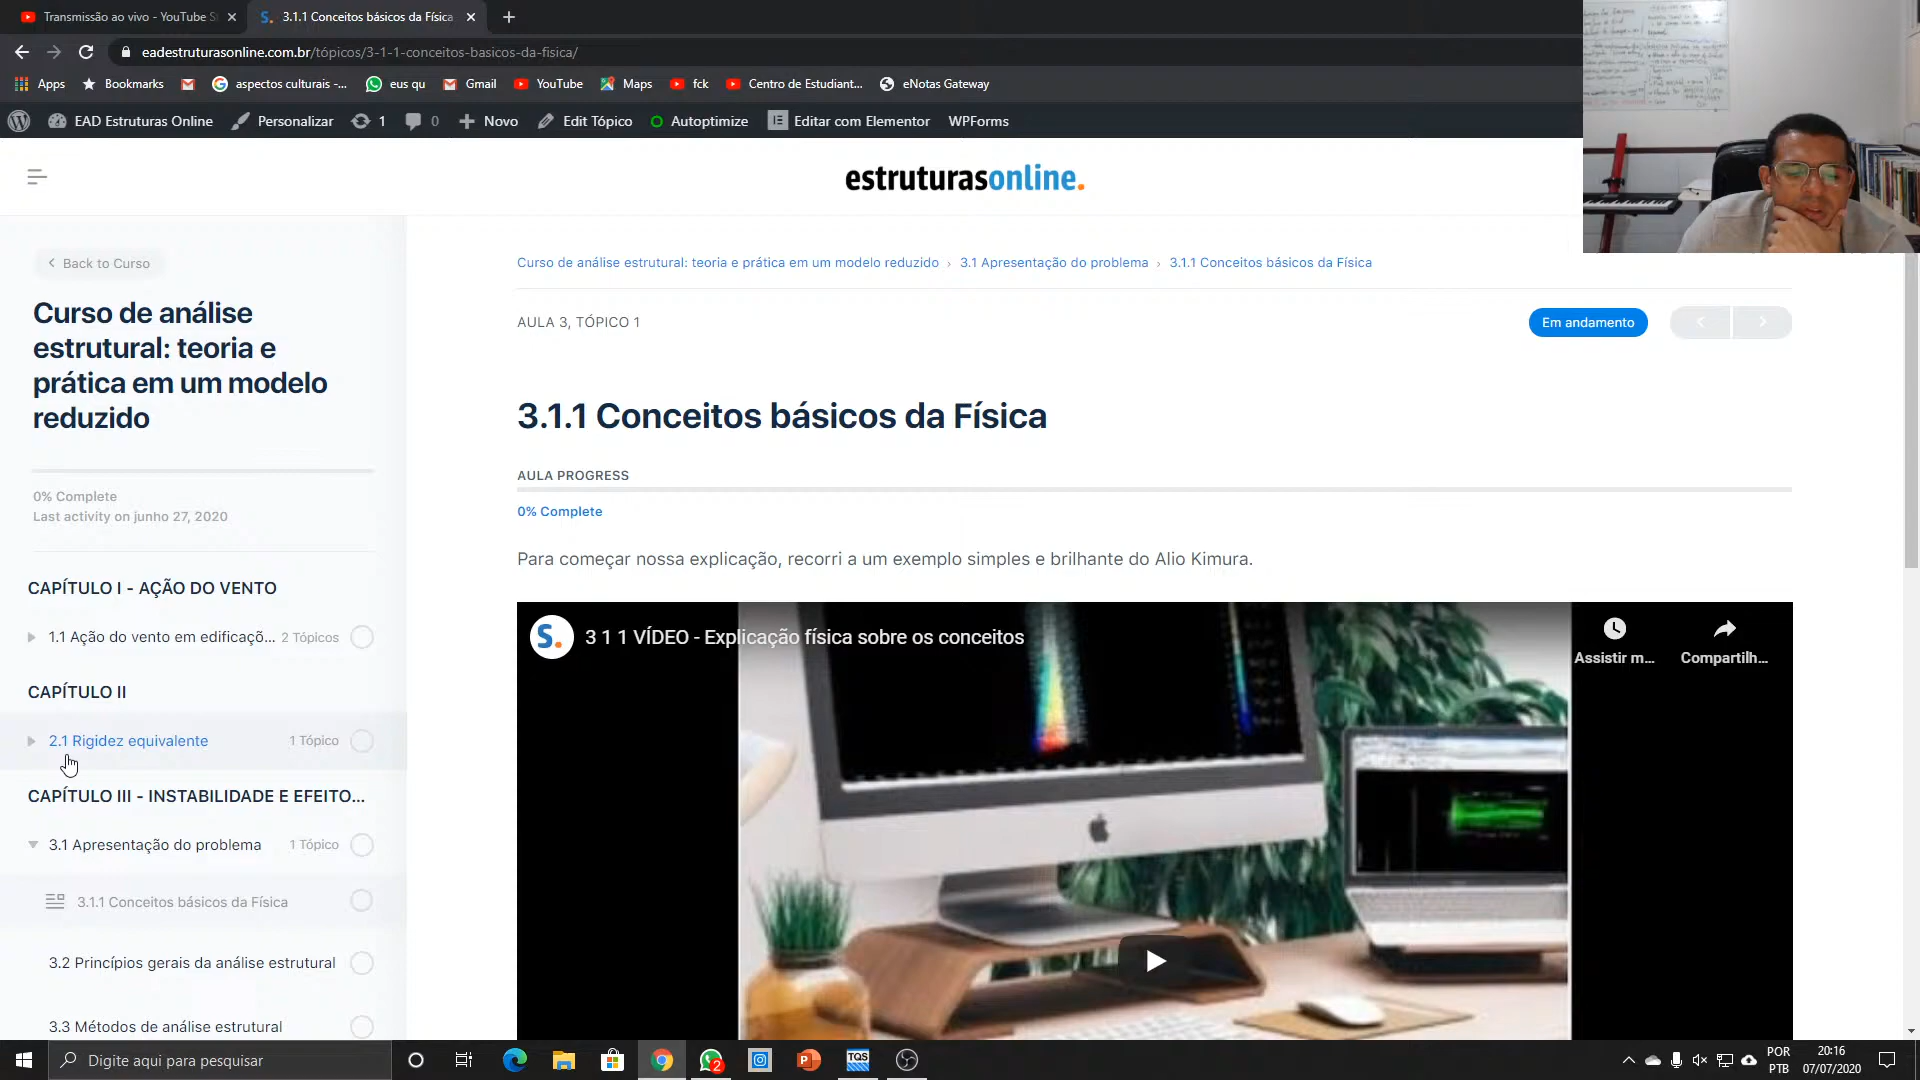 Transmissão ao vivo - YouTube S
3.1.1 Conceitos básicos da Física
eadestruturasonline.com.br/tópicos/3-1-1-conceitos-basicos-da-fisica/
Apps
Bookmarks
aspectos culturais -...
eus qu
Gmail
YouTube
Maps
fck
Centro de Estudiant...
eNotas Gateway
EAD Estruturas Online
Personalizar
1
0
Novo
Edit Tópico
Autoptimize
Editar com Elementor
WPForms
estruturasonline.
Back to Curso
Curso de análise
estrutural: teoria e
prática em um modelo
reduzido
0% Complete
Last activity on junho 27, 2020
CAPÍTULO I - AÇÃO DO VENTO
1.1 Ação do vento em edificaçõ... 2 Tópicos
CAPÍTULO II
2.1 Rigidez equivalente 1 Tópico
CAPÍTULO III - INSTABILIDADE E EFEITO...
3.1 Apresentação do problema 1 Tópico
3.1.1 Conceitos básicos da Física
3.2 Princípios gerais da análise estrutural
3.3 Métodos de análise estrutural
Curso de análise estrutural: teoria e prática em um modelo reduzido › 3.1 Apresentação do problema › 3.1.1 Conceitos básicos da Física
AULA 3, TÓPICO 1
Em andamento
3.1.1 Conceitos básicos da Física
AULA PROGRESS
0% Complete
Para começar nossa explicação, recorri a um exemplo simples e brilhante do Alio Kimura.
S.
3 1 1 VÍDEO - Explicação física sobre os conceitos
Assistir m...
Compartilh...
Digite aqui para pesquisar
2
TQS
POR
PTB
20:16
07/07/2020